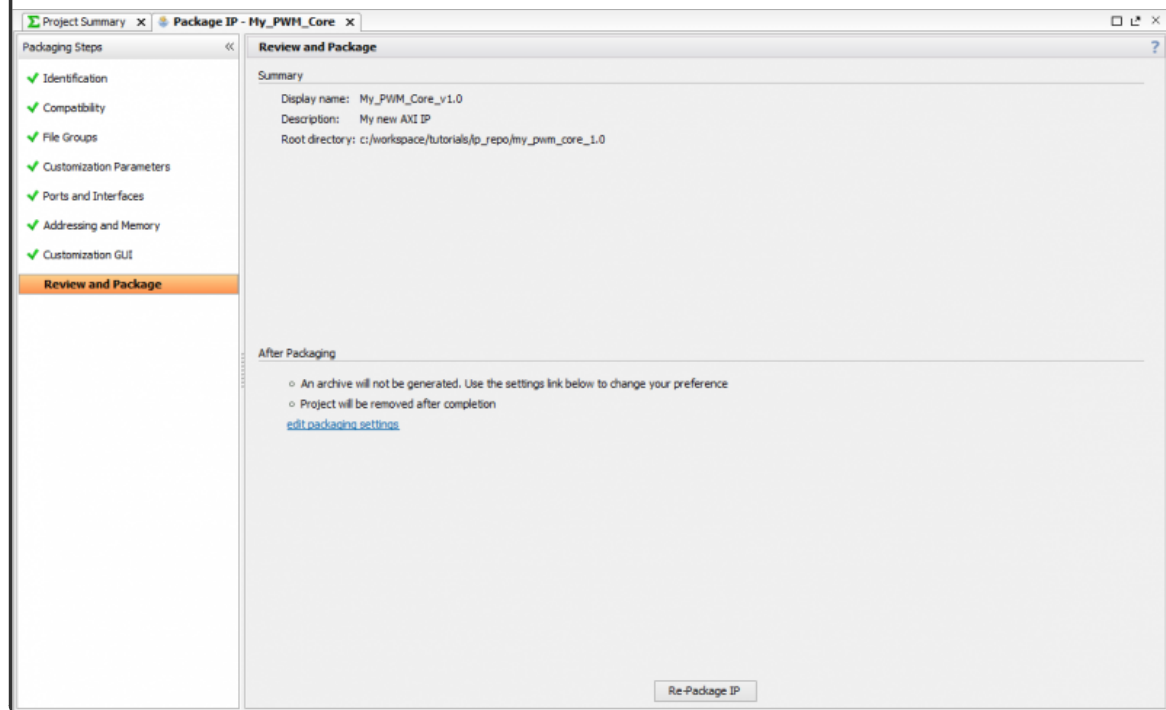 Σ Project Summary x Package IP - My_PWM_Core x
Packaging Steps «
Review and Package ?
Identification
Compatibility
File Groups
Customization Parameters
Ports and Interfaces
Addressing and Memory
Customization GUI
Review and Package
Summary
Display name: My_PWM_Core_v1.0
Description: My new AXI IP
Root directory: c:/workspace/tutorials/ip_repo/my_pwm_core_1.0
After Packaging
An archive will not be generated. Use the settings link below to change your preference
Project will be removed after completion
edit packaging settings
Re-Package IP